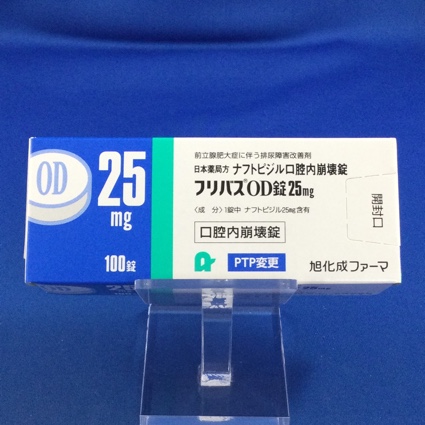 OD
25
mg
100錠
前立腺肥大症に伴う排尿障害改善剤
日本薬局方 ナフトピジル口腔内崩壊錠
フリバス®OD錠25mg
〈成 分〉1錠中 ナフトピジル25mg含有
口腔内崩壊錠
PTP変更
旭化成ファーマ
開封口
OD
25mg